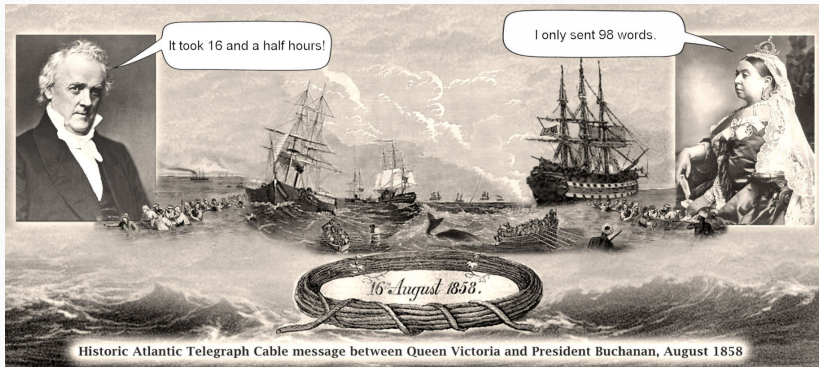 It took 16 and a half hours!
I only sent 98 words.
16th August 1858.
Historic Atlantic Telegraph Cable message between Queen Victoria and President Buchanan, August 1858